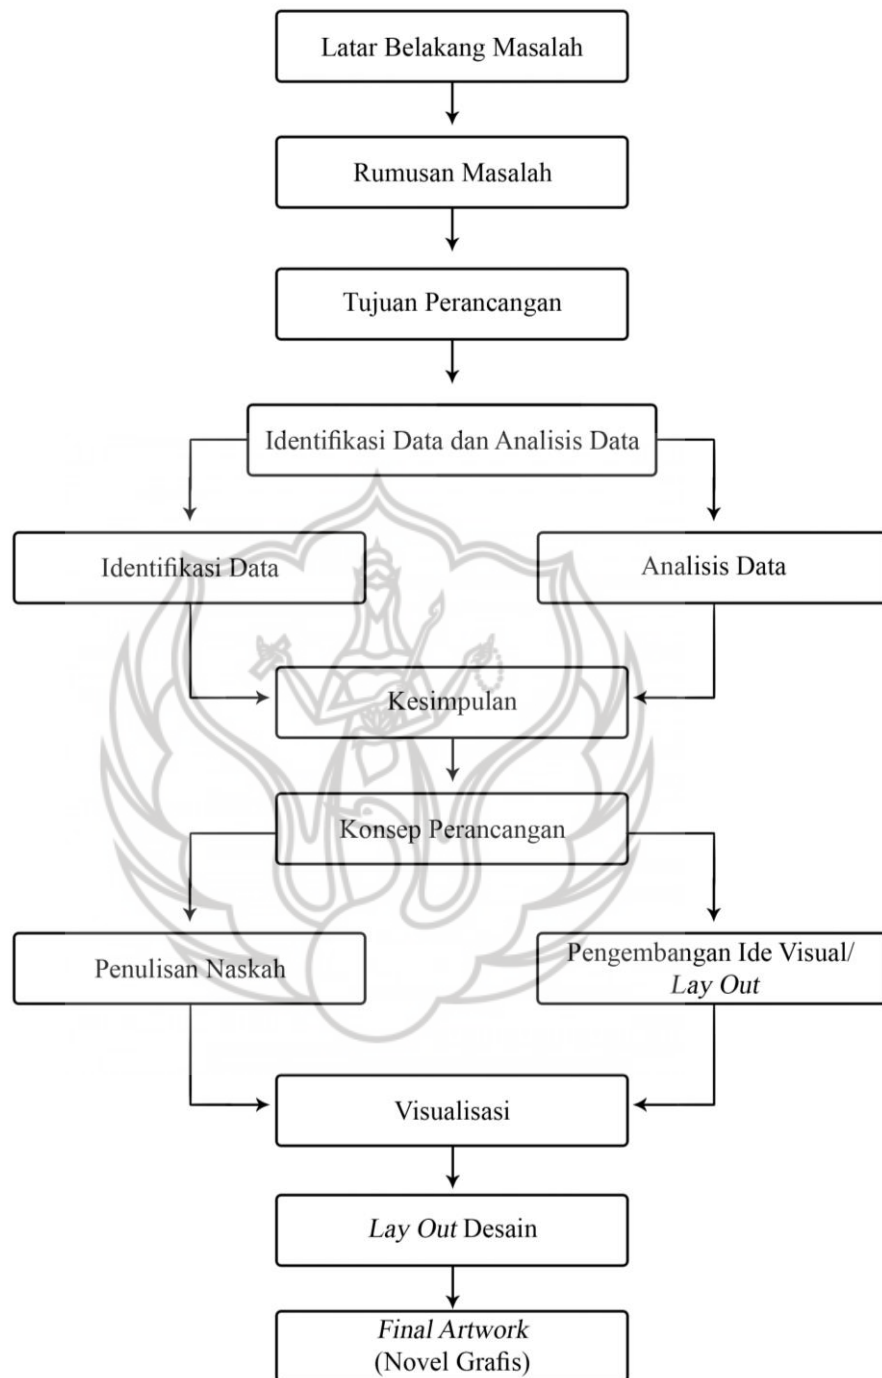 Latar Belakang Masalah
Rumusan Masalah
Tujuan Perancangan
Identifikasi Data dan Analisis Data
Identifikasi Data
Analisis Data
Kesimpulan
Konsep Perancangan
Penulisan Naskah
Pengembangan Ide Visual/
Lay Out
Visualisasi
Lay Out Desain
Final Artwork
(Novel Grafis)